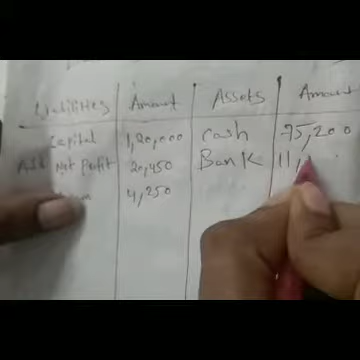 Liabilities Amount Assets Amount
Capital 1,20,000 Cash 75,200
Add Net Profit 20,450 Bank 11,
4,250